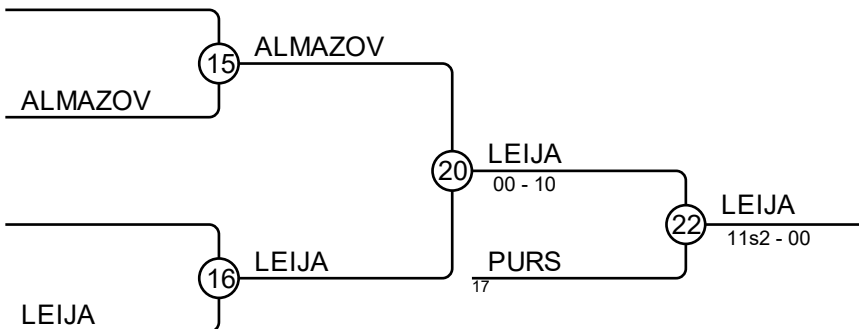 ALMAZOV
15
ALMAZOV
LEIJA
20
00 - 10
LEIJA
22
11s2 - 00
LEIJA
16
PURS
17
LEIJA